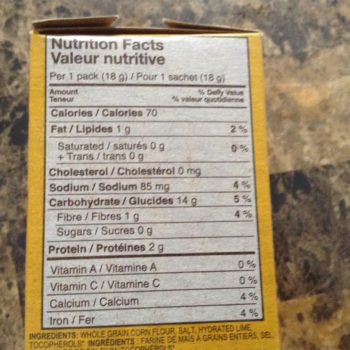 Nutrition Facts
Valeur nutritive
Per 1 pack (18 g) / Pour 1 sachet (18 g)
Amount % Daily Value
Teneur % valeur quotidienne
Calories / Calories 70
Fat / Lipides 1 g 2 %
Saturated / saturés 0 g 0 %
+ Trans / trans 0 g
Cholesterol / Cholestérol 0 mg
Sodium / Sodium 85 mg 4 %
Carbohydrate / Glucides 14 g 5 %
Fibre / Fibres 1 g 4 %
Sugars / Sucres 0 g
Protein / Protéines 2 g
Vitamin A / Vitamine A 0 %
Vitamin C / Vitamine C 0 %
Calcium / Calcium 4 %
Iron / Fer 4 %
INGREDIENTS: WHOLE GRAIN CORN FLOUR, SALT, HYDRATED LIME,
TOCOPHEROLS* INGRÉDIENTS: FARINE DE MAÏS À GRAINS ENTIERS, SEL,